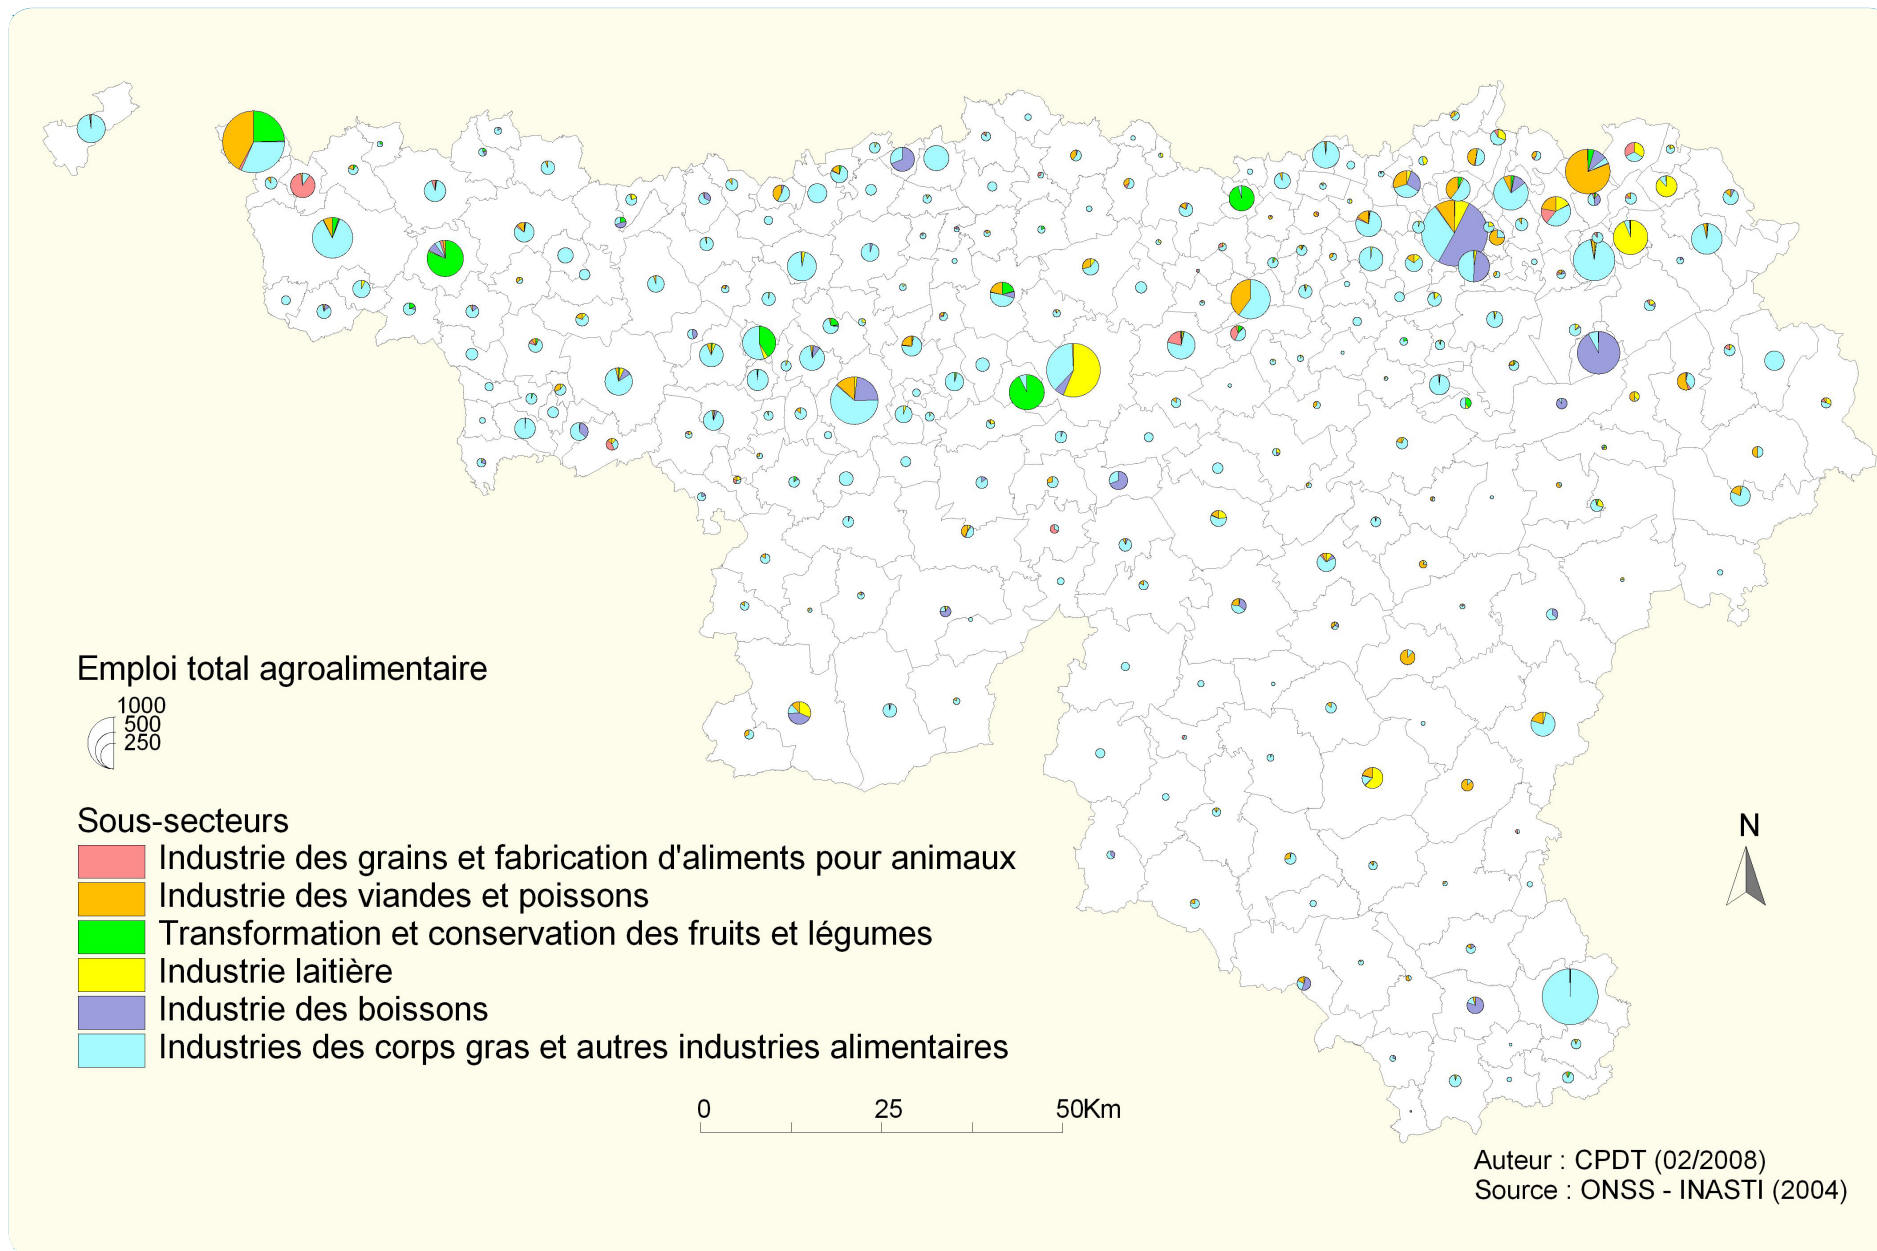 Emploi total agroalimentaire
1000
500
250
Sous-secteurs
Industrie des grains et fabrication d'aliments pour animaux
Industrie des viandes et poissons
Transformation et conservation des fruits et légumes
Industrie laitière
Industrie des boissons
Industries des corps gras et autres industries alimentaires
N
0 25 50Km
Auteur : CPDT (02/2008)
Source : ONSS - INASTI (2004)